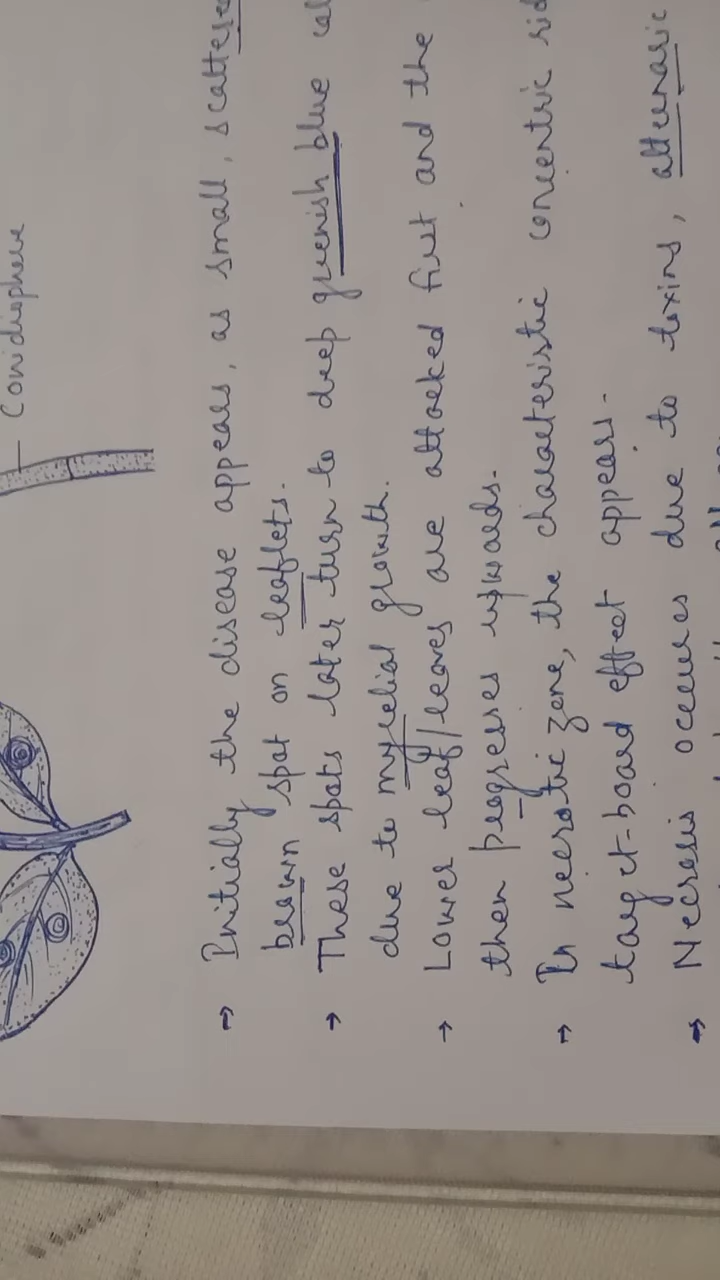 Conidiophore
→ Initially the disease appears, as small, scattered
brown spot on leaflets.
→ These spots later turn to deep greenish blue
due to mycelial growth.
→ Lower leaf/leaves are attacked first and the
then progresses upwards.
→ In necrotic zone, the characteristic concentric
target-board effect appears.
→ Necrosis occures due to toxins, alternaric